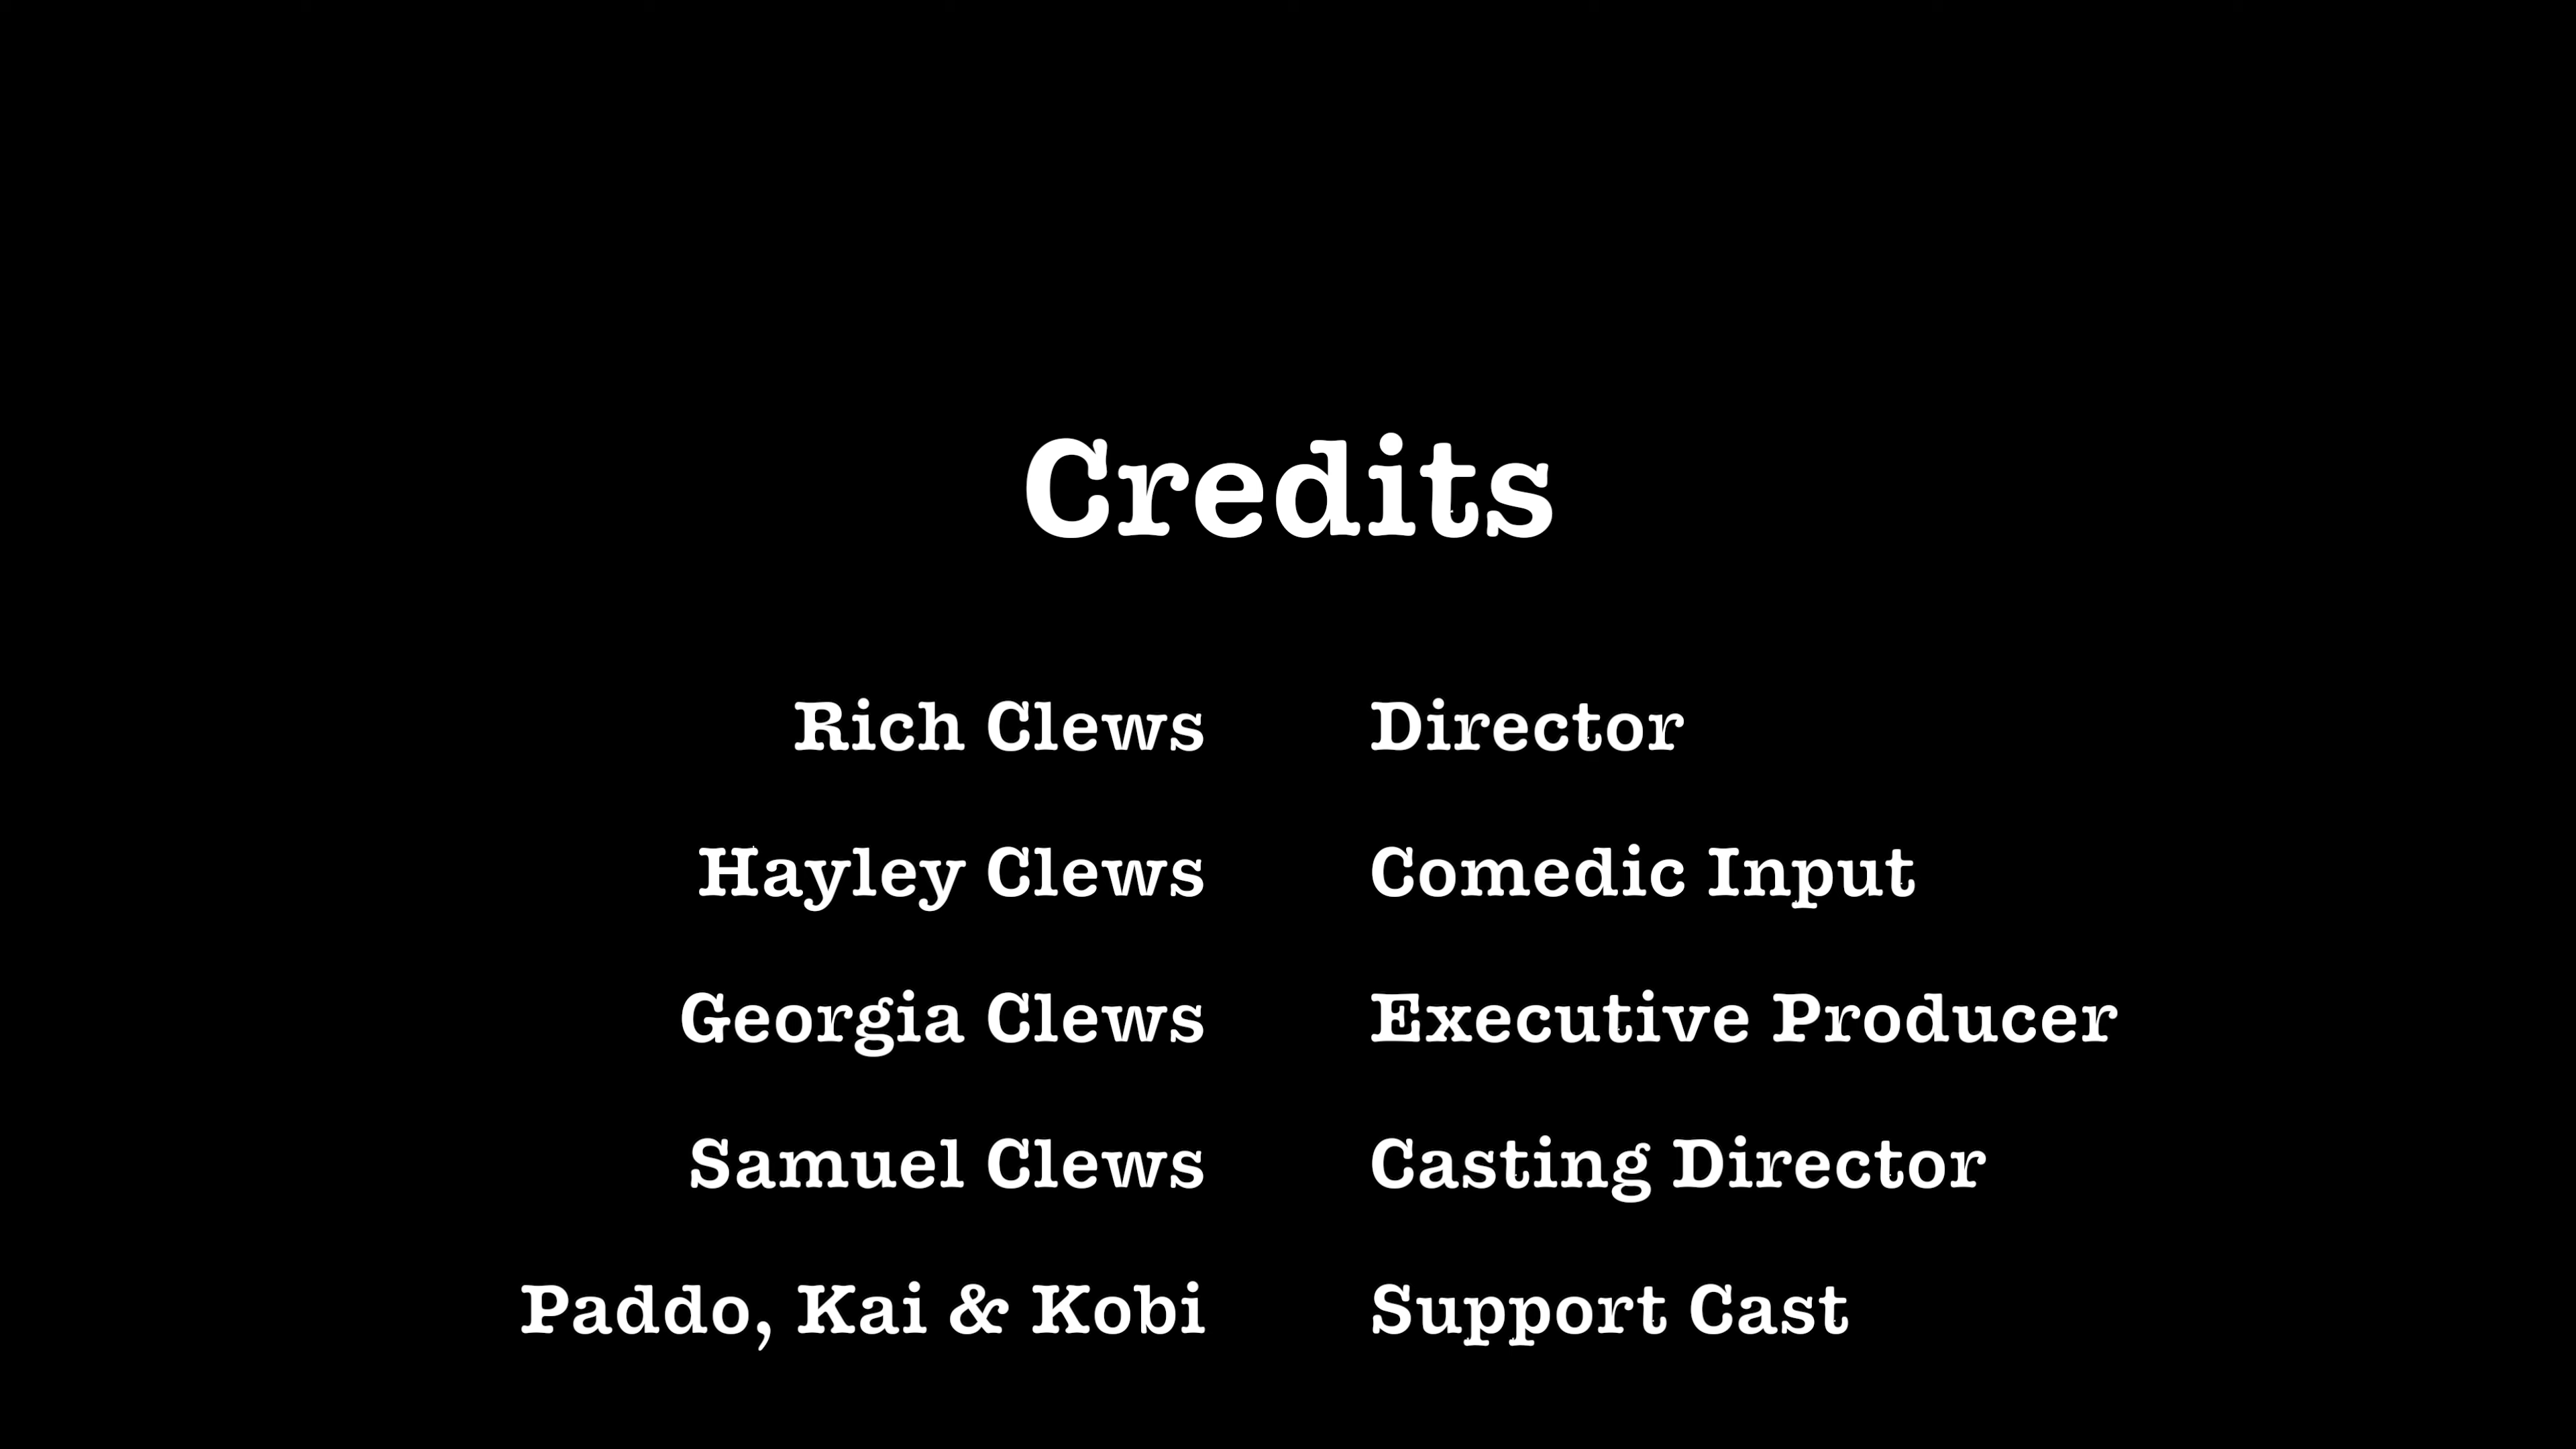 Credits
Rich Clews Director
Hayley Clews Comedic Input
Georgia Clews Executive Producer
Samuel Clews Casting Director
Paddo, Kai & Kobi Support Cast